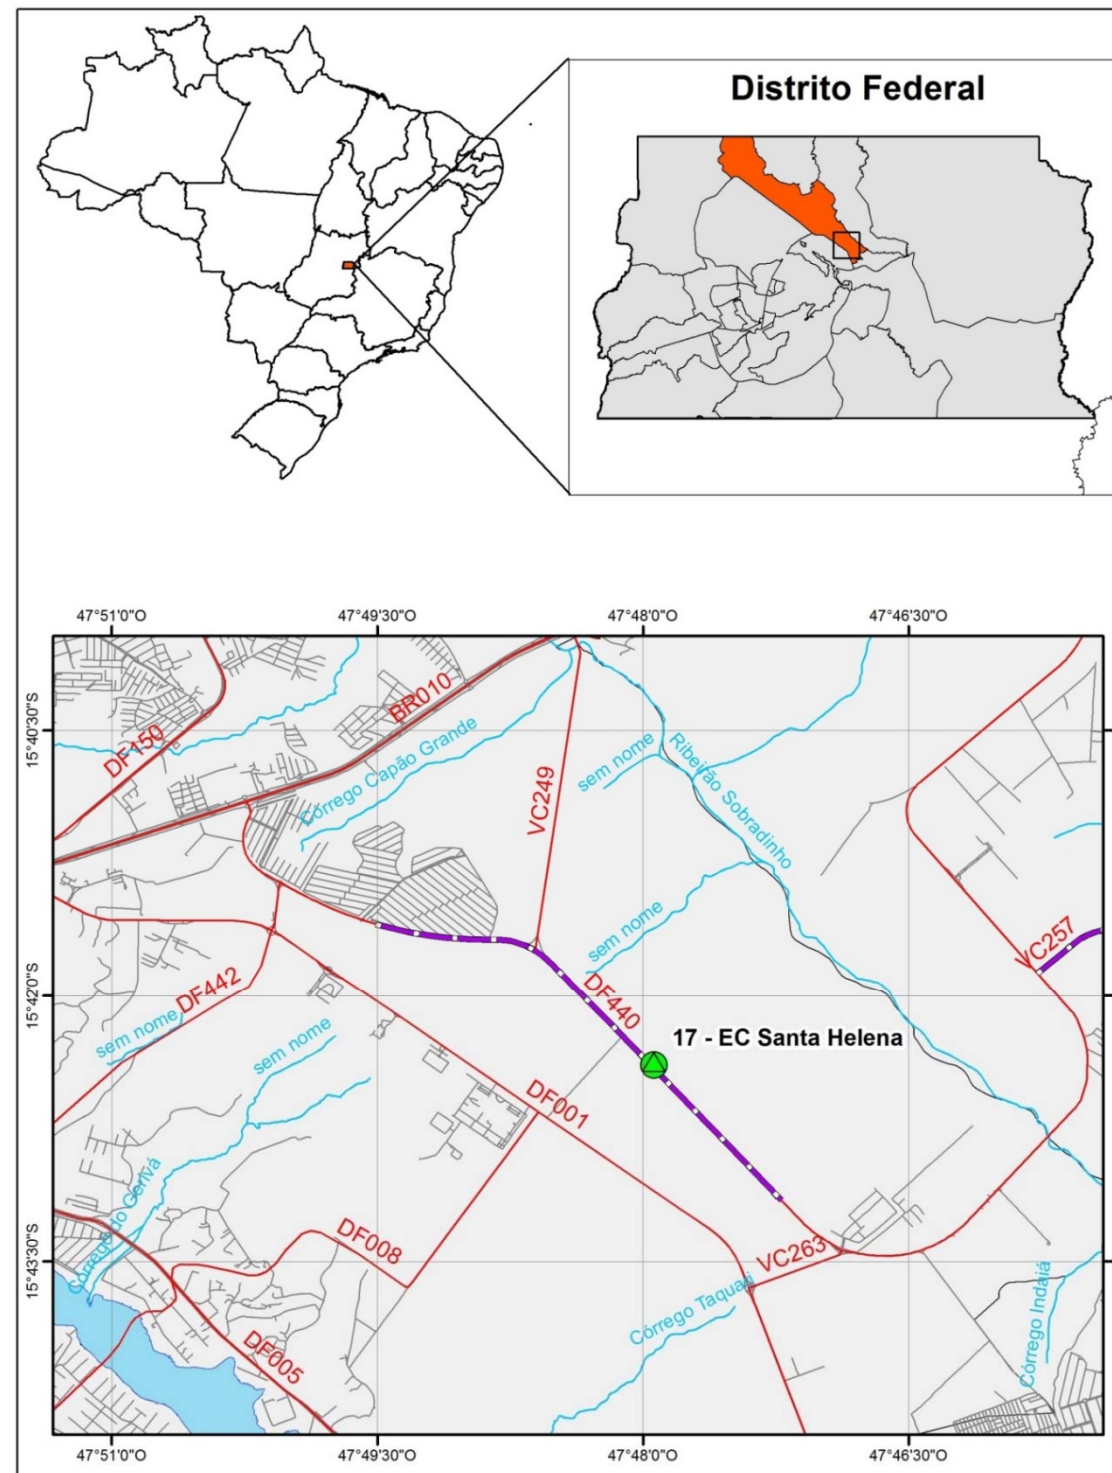 Distrito Federal
47°51'0"O
47°49'30"O
47°48'0"O
47°46'30"O
15°40'30"S
15°42'0"S
15°43'30"S
BR010
DF150
Córrego Capão Grande
VC249
sem nome
Ribeirão Sobradinho
sem nome
VC257
DF442
DF440
sem nome
sem nome
17 - EC Santa Helena
DF001
Córrego do Gerivá
DF008
VC263
Córrego Taquari
Córrego Indaiá
DF005
47°51'0"O
47°49'30"O
47°48'0"O
47°46'30"O